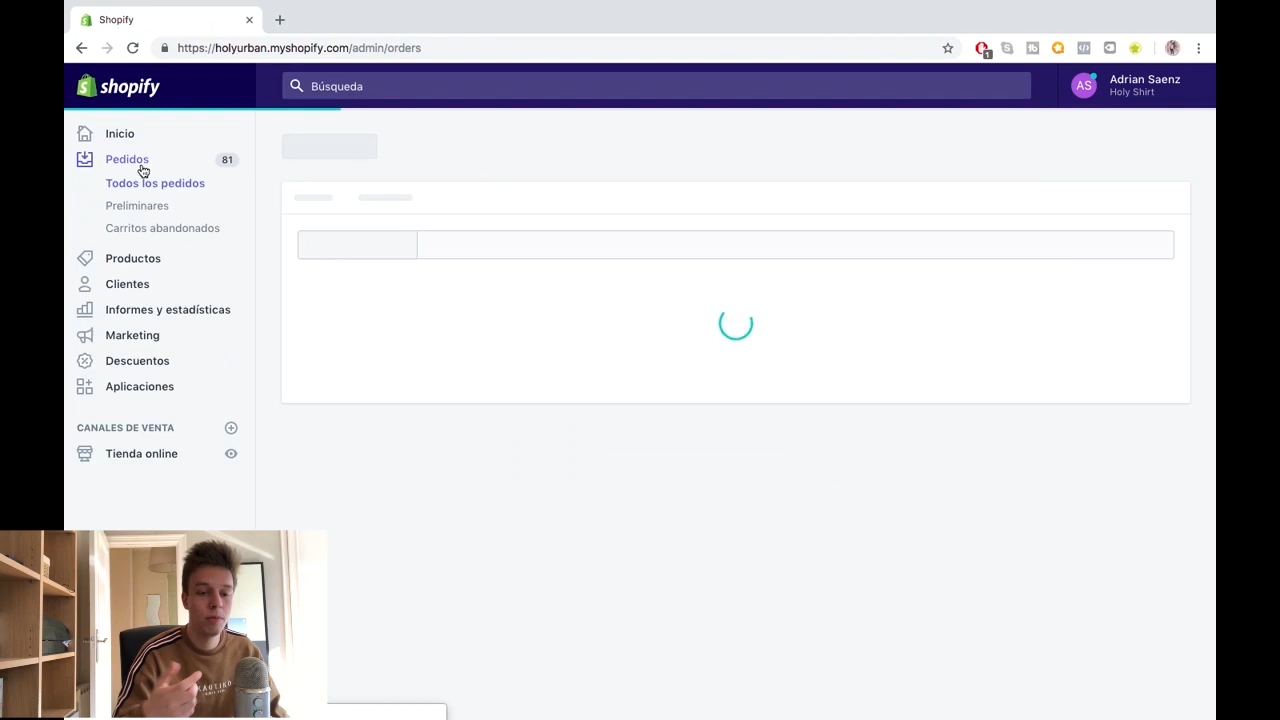 Shopify
https://holyurban.myshopify.com/admin/orders
1
shopify
Búsqueda
AS
Adrian Saenz
Holy Shirt
Inicio
Pedidos
81
Todos los pedidos
Preliminares
Carritos abandonados
Productos
Clientes
Informes y estadísticas
Marketing
Descuentos
Aplicaciones
CANALES DE VENTA
Tienda online